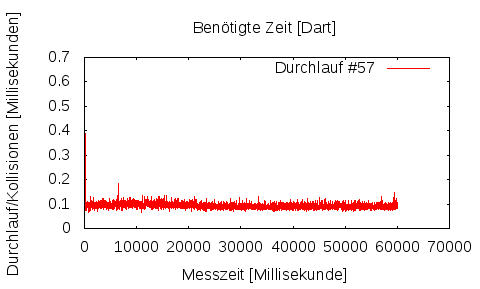 Benötigte Zeit [Dart]
Durchlauf/Kollisionen [Millisekunden]
Durchlauf #57
0.7
0.6
0.5
0.4
0.3
0.2
0.1
0
0 10000 20000 30000 40000 50000 60000 70000
Messzeit [Millisekunde]